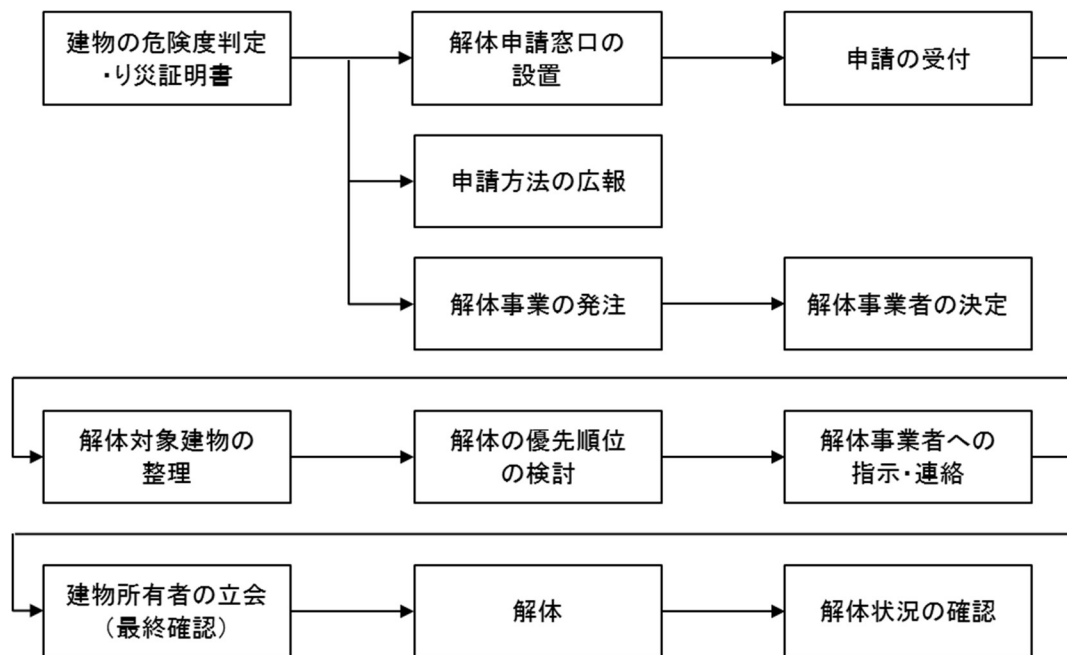 建物の危険度判定
・り災証明書
解体申請窓口の
設置
申請の受付
申請方法の広報
解体事業の発注
解体事業者の決定
解体対象建物の
整理
解体の優先順位
の検討
解体事業者への
指示・連絡
建物所有者の立会
（最終確認）
解体
解体状況の確認